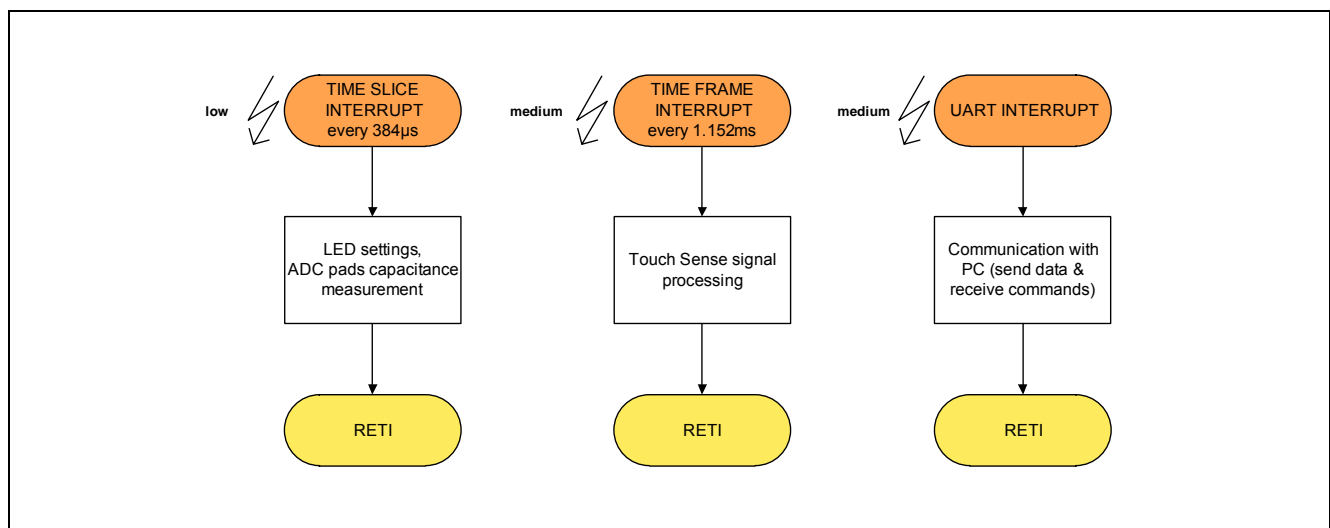 low
TIME SLICE
INTERRUPT
every 384µs
LED settings,
ADC pads capacitance
measurement
RETI
medium
TIME FRAME
INTERRUPT
every 1.152ms
Touch Sense signal
processing
RETI
medium
UART INTERRUPT
Communication with
PC (send data &
receive commands)
RETI